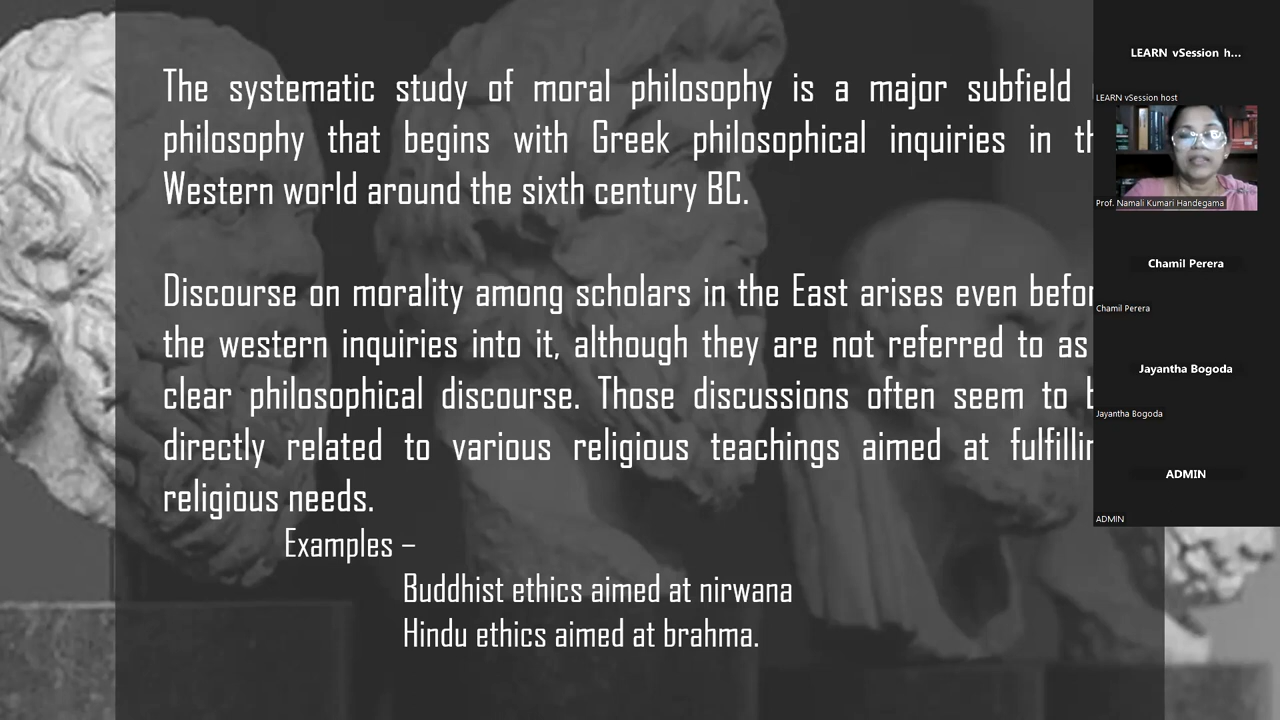 The systematic study of moral philosophy is a major subfield
philosophy that begins with Greek philosophical inquiries in th
Western world around the sixth century BC.
Discourse on morality among scholars in the East arises even befor
the western inquiries into it, although they are not referred to as
clear philosophical discourse. Those discussions often seem to b
directly related to various religious teachings aimed at fulfillin
religious needs.
Examples –
Buddhist ethics aimed at nirwana
Hindu ethics aimed at brahma.
LEARN vSession h...
LEARN vSession host
Prof. Namali Kumari Handegama
Chamil Perera
Chamil Perera
Jayantha Bogoda
Jayantha Bogoda
ADMIN
ADMIN